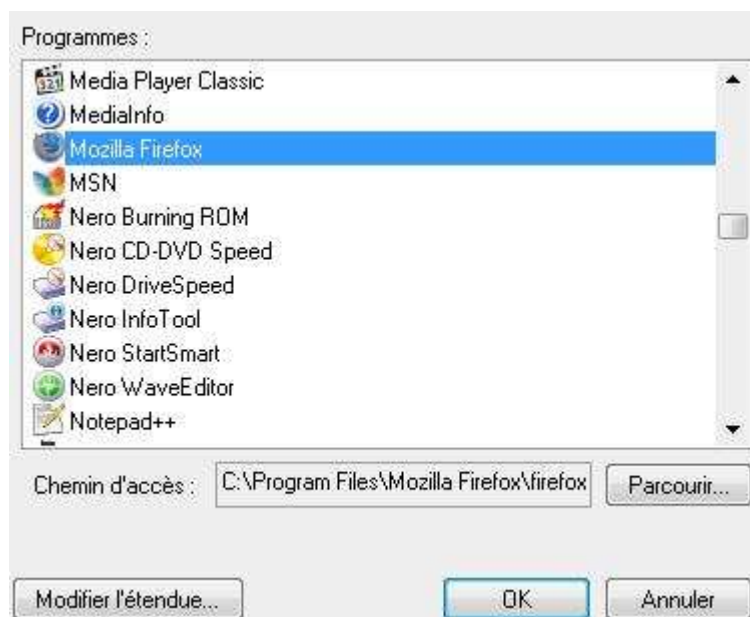 Programmes :
Media Player Classic
MediaInfo
Mozilla Firefox
MSN
Nero Burning ROM
Nero CD-DVD Speed
Nero DriveSpeed
Nero InfoTool
Nero StartSmart
Nero WaveEditor
Notepad++
Chemin d'accès : C:\Program Files\Mozilla Firefox\firefox Parcourir...
Modifier l'étendue... OK Annuler